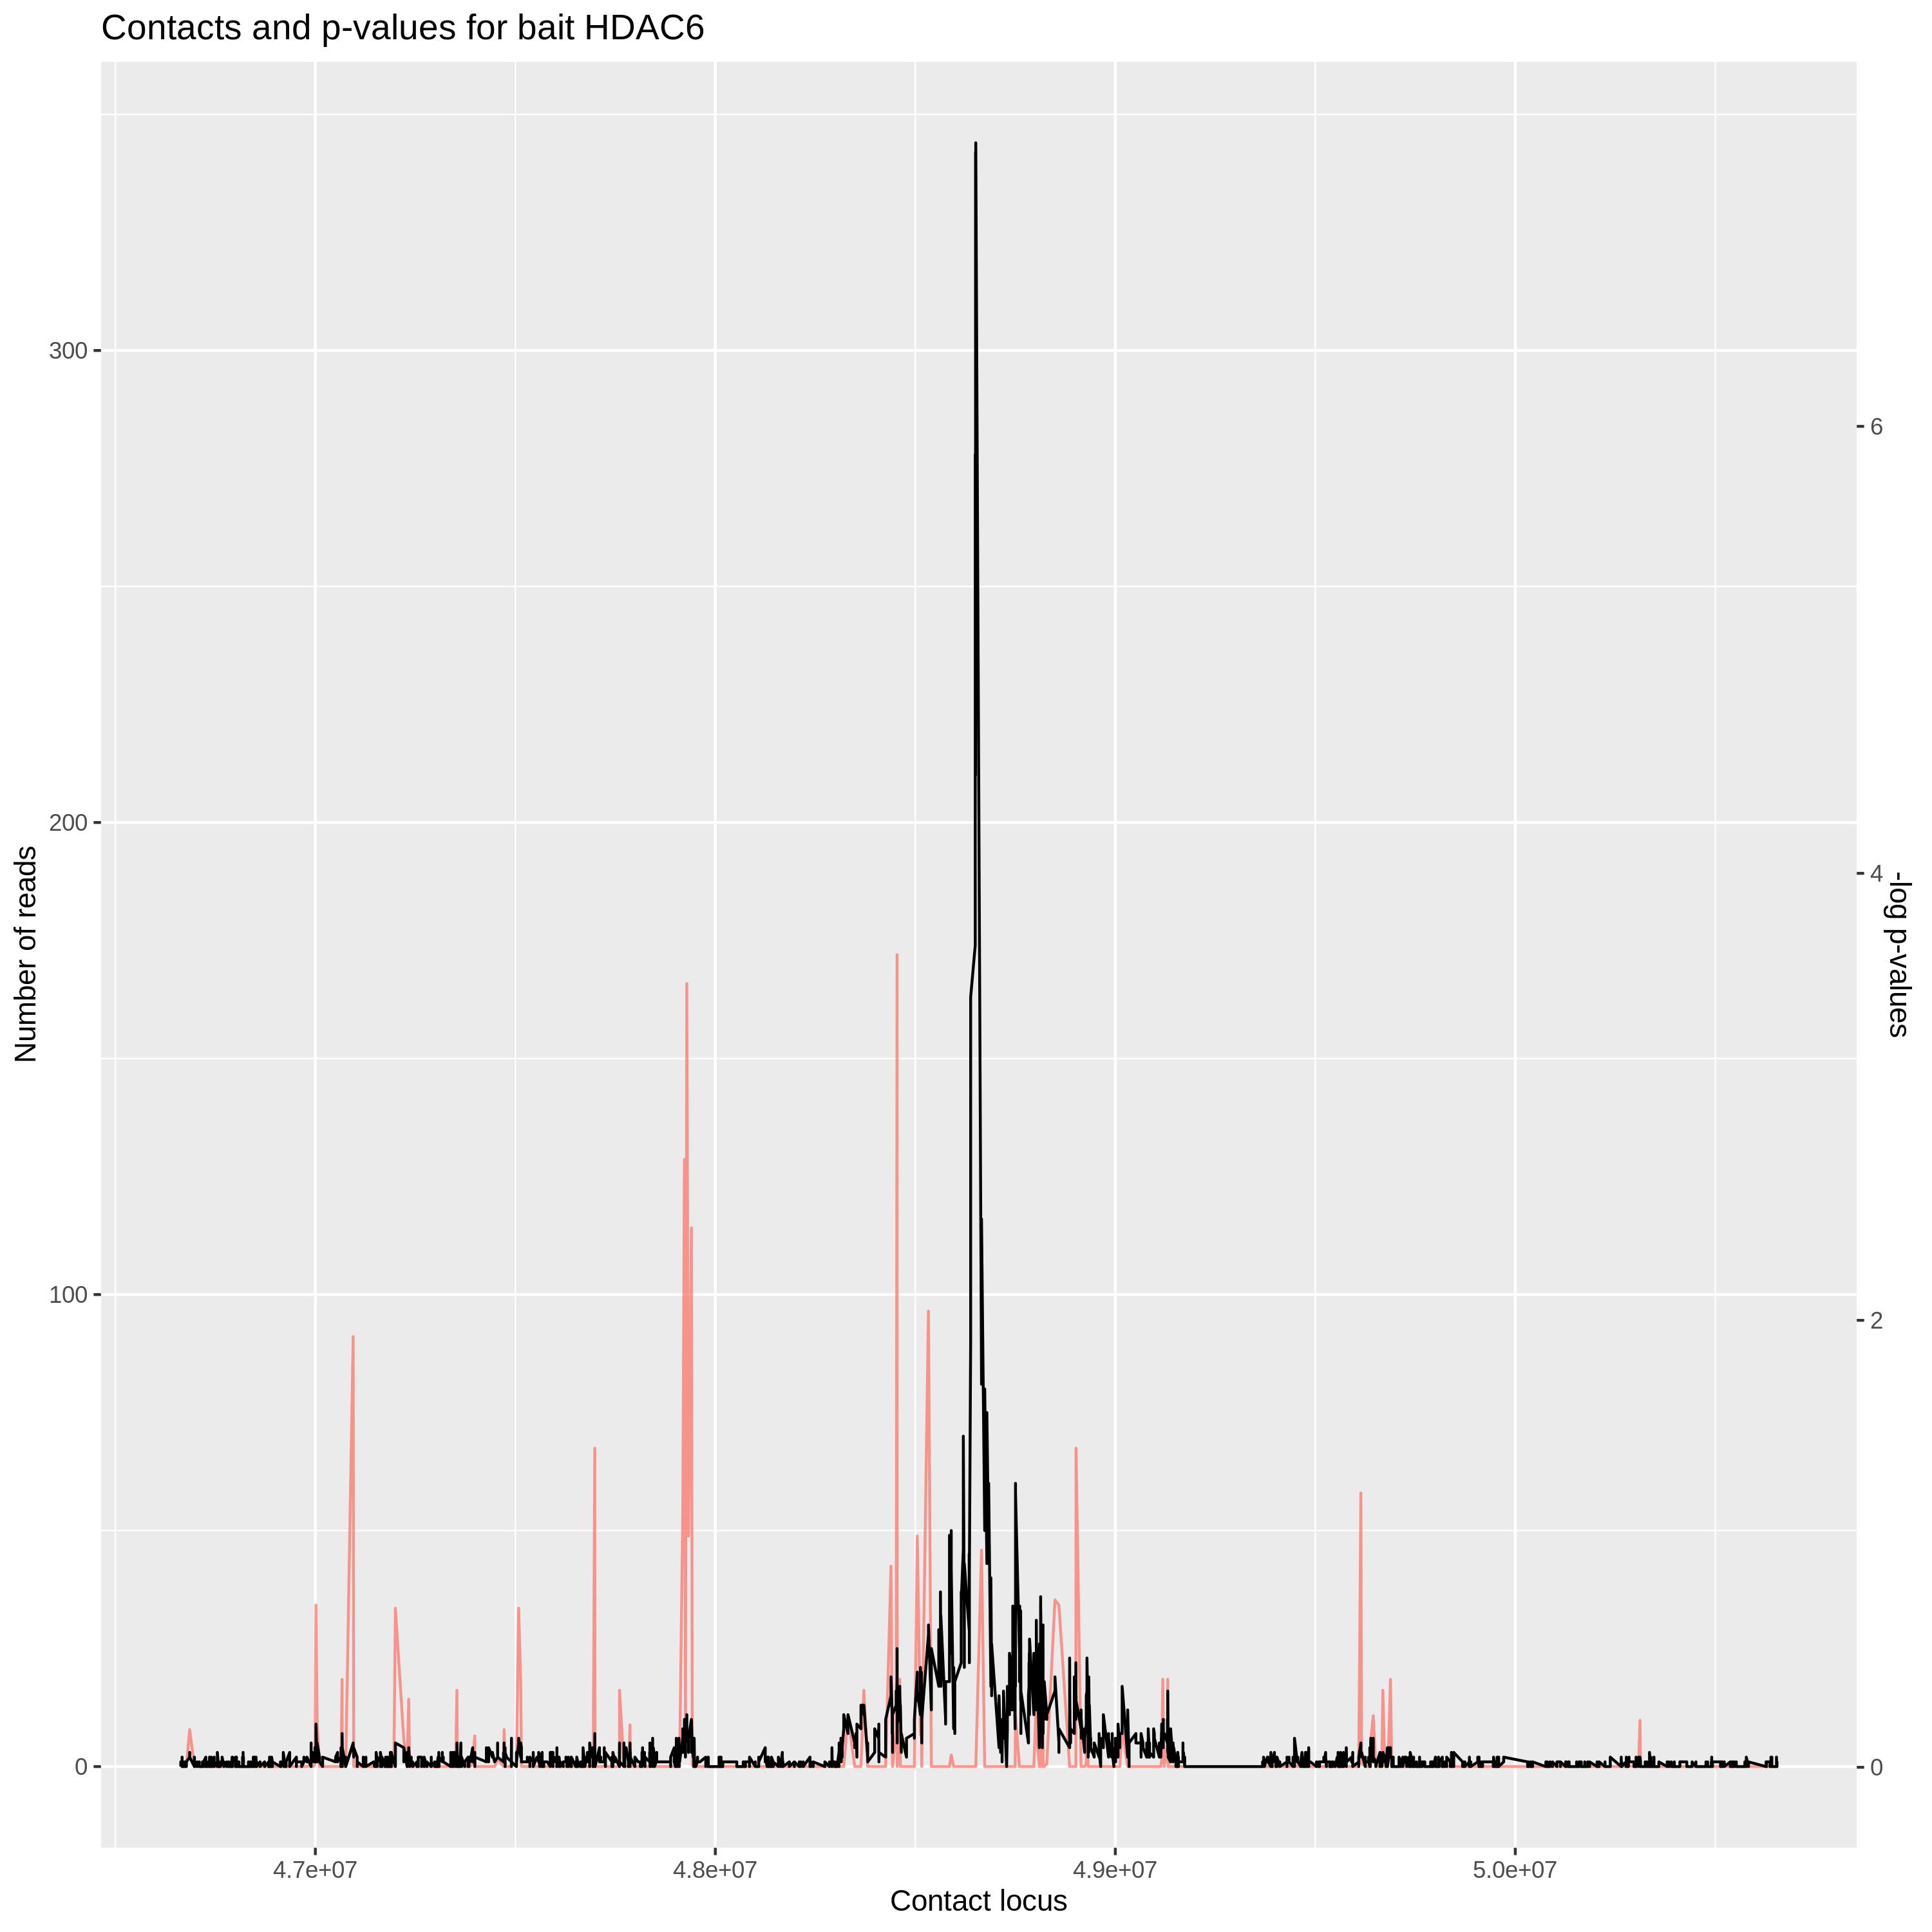 Contacts and p-values for bait HDAC6
Number of reads
300
200
100
0
6
4
2
0
-log p-values
4.7e+07 4.8e+07 4.9e+07 5.0e+07
Contact locus